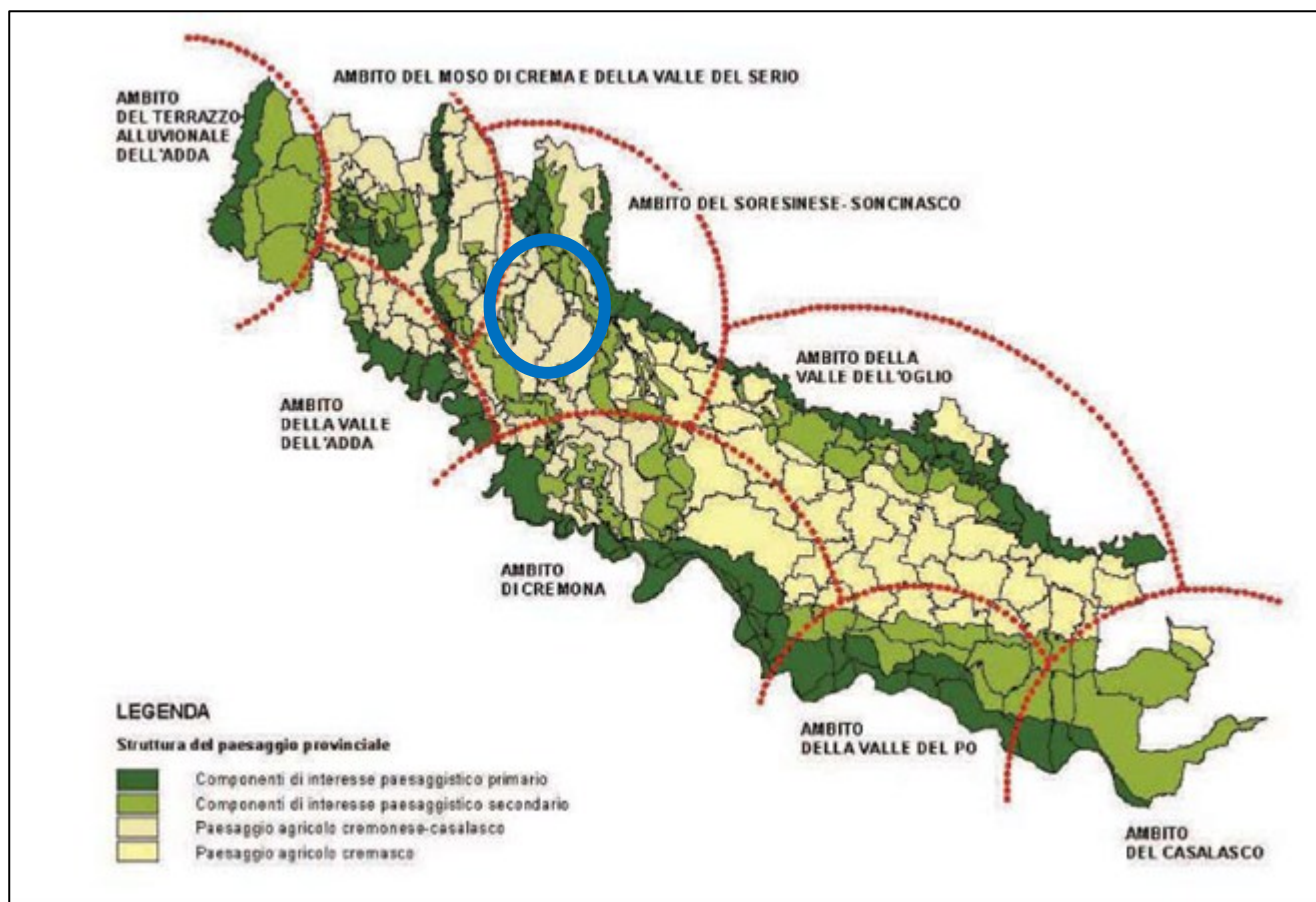 AMBITO DEL MOSO DI CREMA E DELLA VALLE DEL SERIO
AMBITO
DEL TERRAZZO
ALLUVIONALE
DELL'ADDA
AMBITO DEL SORESINESE- SONCINASCO
AMBITO DELLA
VALLE DELL'OGLIO
AMBITO
DELLA VALLE
DELL'ADDA
AMBITO
DI CREMONA
AMBITO
DELLA VALLE DEL PO
AMBITO
DEL CASALASCO
LEGENDA
Struttura del paesaggio provinciale
Componenti di interesse paesaggistico primario
Componenti di interesse paesaggistico secondario
Paesaggio agricolo cremonese-casalasco
Paesaggio agricolo cremasco